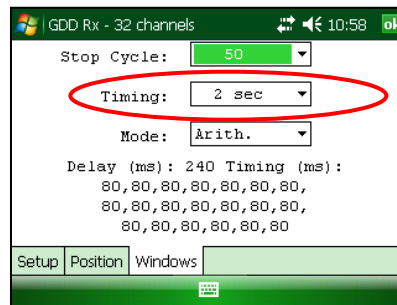 GDD Rx - 32 channels 10:58 ok
Stop Cycle: 50
Timing: 2 sec
Mode: Arith.
Delay (ms): 240 Timing (ms):
80,80,80,80,80,80,80,
80,80,80,80,80,80,80,
80,80,80,80,80,80
Setup Position Windows